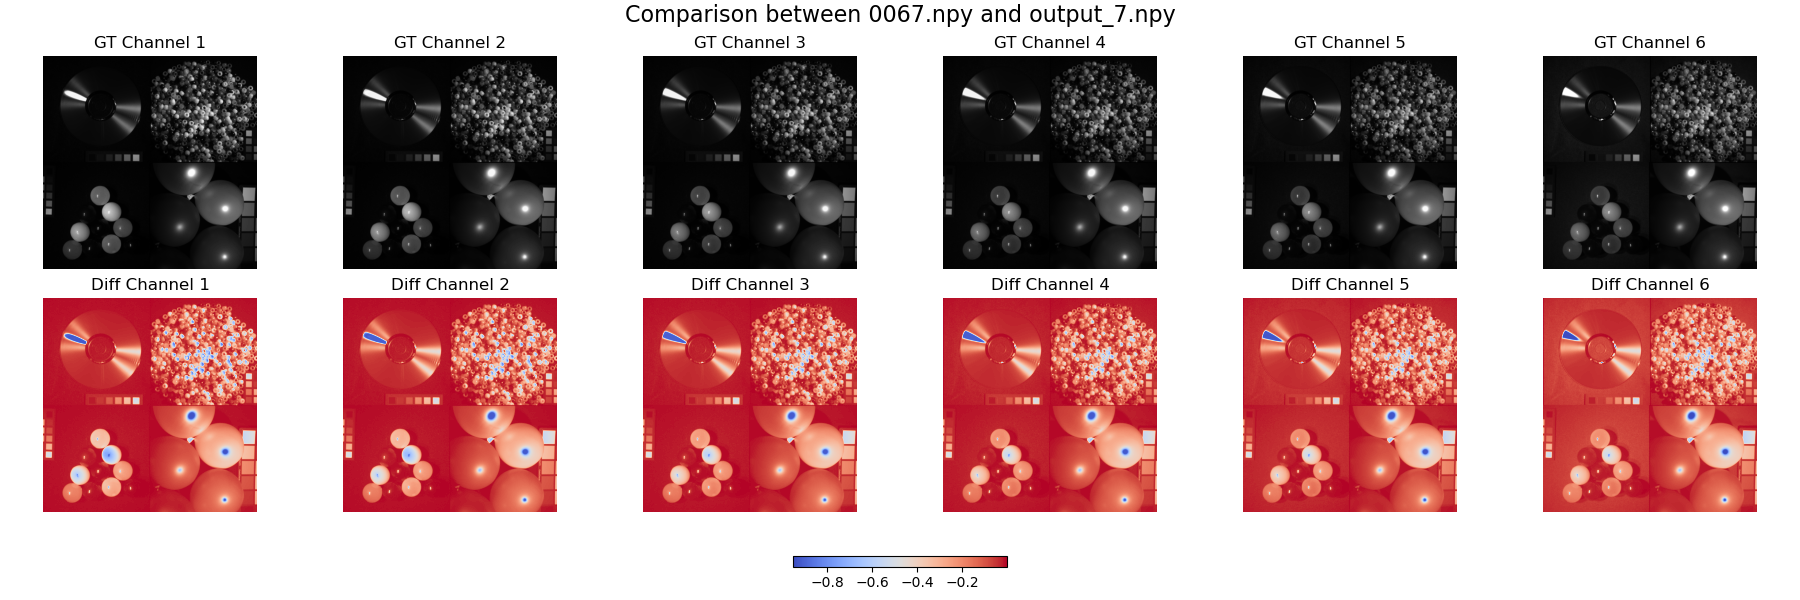 Comparison between 0067.npy and output_7.npy
GT Channel 1
GT Channel 2
GT Channel 3
GT Channel 4
GT Channel 5
GT Channel 6
Diff Channel 1
Diff Channel 2
Diff Channel 3
Diff Channel 4
Diff Channel 5
Diff Channel 6
−0.8 −0.6 −0.4 −0.2